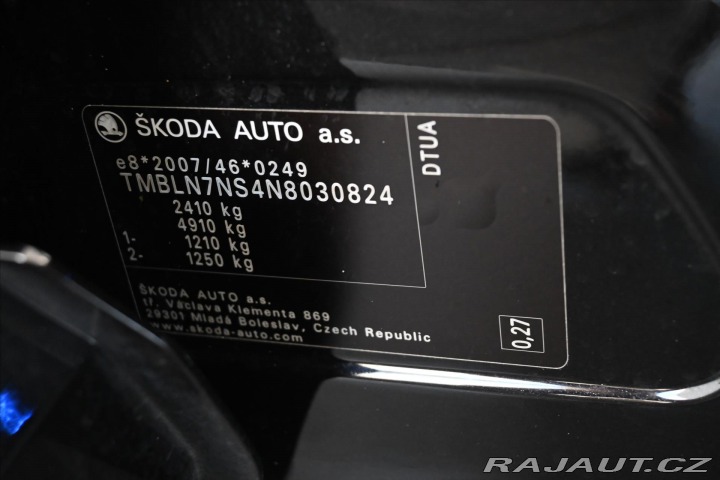 ŠKODA AUTO a.s.
e8*2007/46*0249
TMBLN7NS4N8030824
2410 kg
4910 kg
1- 1210 kg
2- 1250 kg
DTUA
ŠKODA AUTO a.s.
tř. Václava Klementa 869
29301 Mladá Boleslav, Czech Republic
www.skoda-auto.com
0,27
RAJAUT.CZ